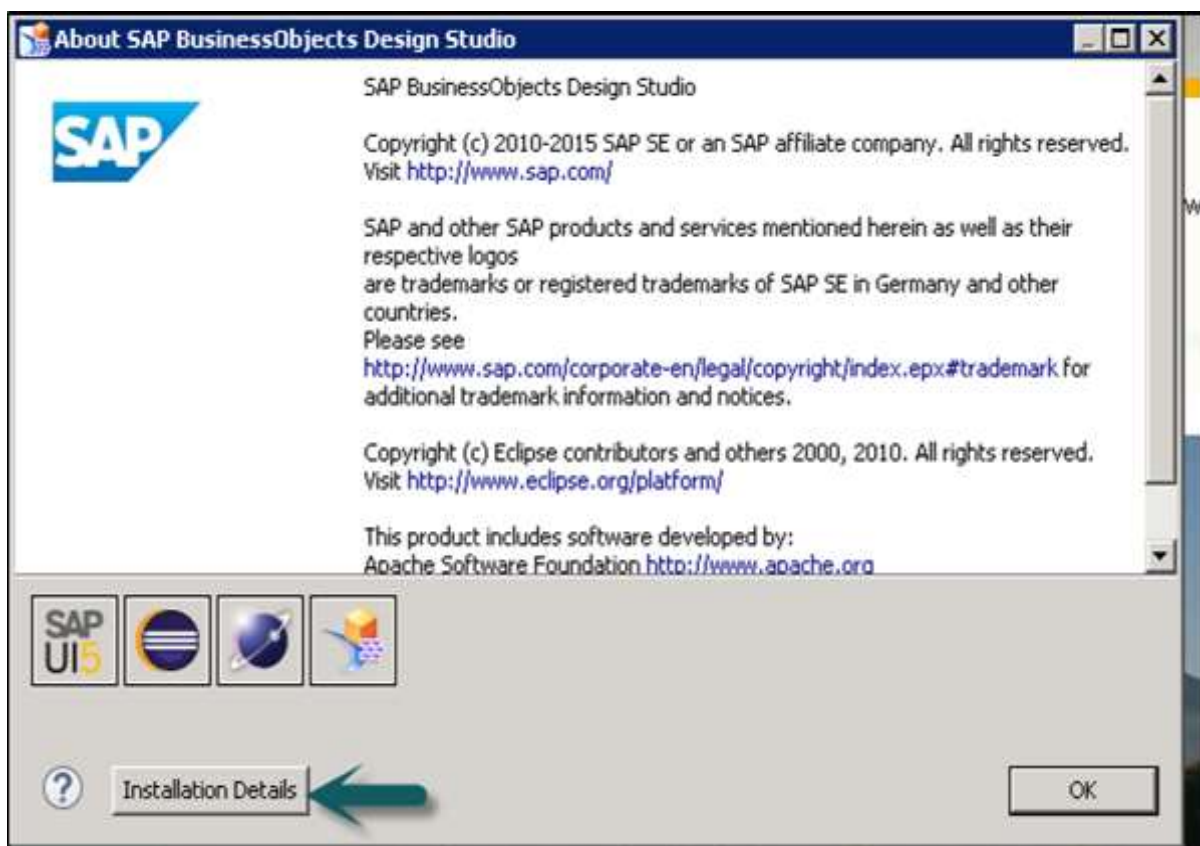 About SAP BusinessObjects Design Studio
SAP
SAP BusinessObjects Design Studio
Copyright (c) 2010-2015 SAP SE or an SAP affiliate company. All rights reserved.
Visit http://www.sap.com/
SAP and other SAP products and services mentioned herein as well as their
respective logos
are trademarks or registered trademarks of SAP SE in Germany and other
countries.
Please see
http://www.sap.com/corporate-en/legal/copyright/index.epx#trademark for
additional trademark information and notices.
Copyright (c) Eclipse contributors and others 2000, 2010. All rights reserved.
Visit http://www.eclipse.org/platform/
This product includes software developed by:
Apache Software Foundation http://www.apache.org
SAP
UI5
?
Installation Details
OK